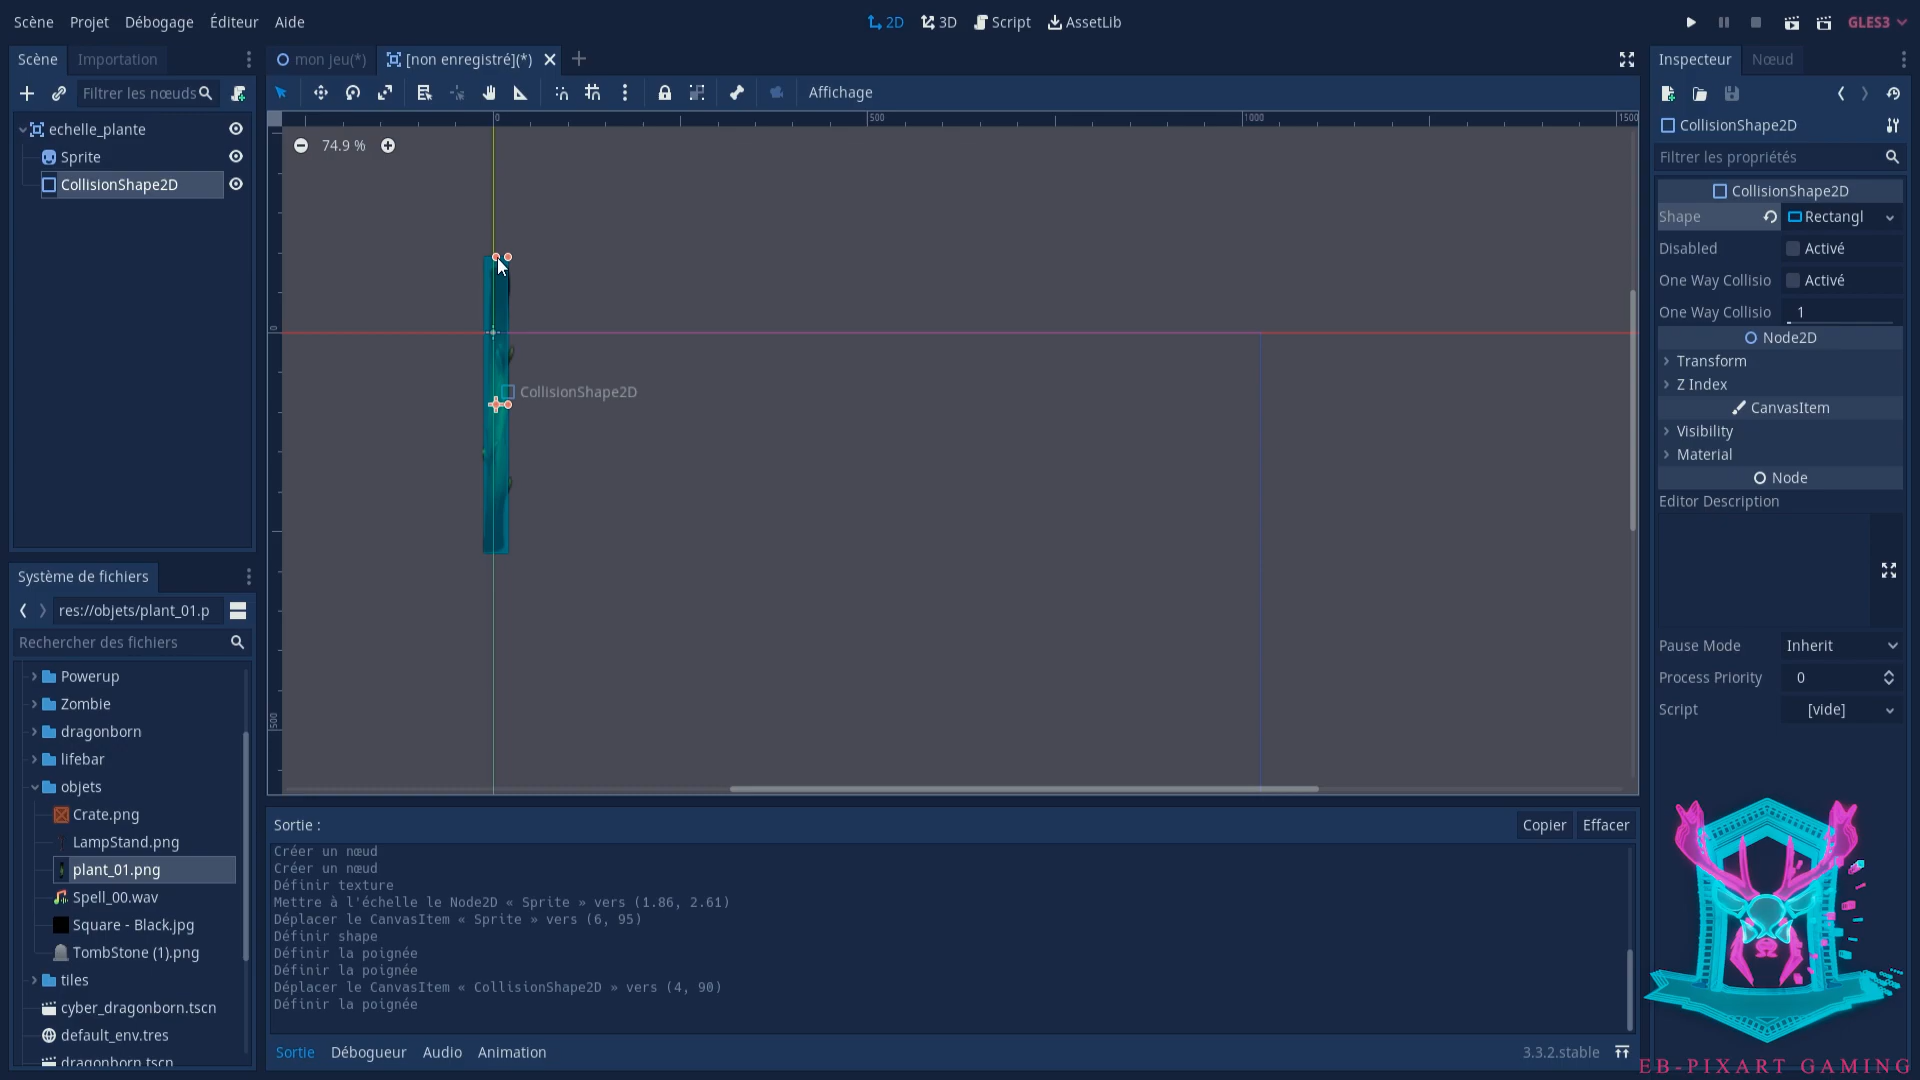 Scène Projet Débogage Éditeur Aide
2D 3D Script AssetLib
GLES3
Scène Importation
Filtrer les nœuds
echelle_plante
Sprite
CollisionShape2D
Système de fichiers
res://objets/plant_01.p
Rechercher des fichiers
Powerup
Zombie
dragonborn
lifebar
objets
Crate.png
LampStand.png
plant_01.png
Spell_00.wav
Square - Black.jpg
TombStone (1).png
tiles
cyber_dragonborn.tscn
default_env.tres
dragonborn.tscn
mon jeu(*) [non enregistré](*)
Affichage
0 500 1000 1500
74.9 %
0
CollisionShape2D
500
Sortie :
Copier Effacer
Créer un nœud
Créer un nœud
Définir texture
Mettre à l'échelle le Node2D « Sprite » vers (1.86, 2.61)
Déplacer le CanvasItem « Sprite » vers (6, 95)
Définir shape
Définir la poignée
Définir la poignée
Déplacer le CanvasItem « CollisionShape2D » vers (4, 90)
Définir la poignée
Sortie Débogueur Audio Animation
3.3.2.stable
Inspecteur Nœud
CollisionShape2D
Filtrer les propriétés
CollisionShape2D
Shape Rectangl
Disabled Activé
One Way Collisio Activé
One Way Collisio 1
Node2D
Transform
Z Index
CanvasItem
Visibility
Material
Node
Editor Description
Pause Mode Inherit
Process Priority 0
Script [vide]
EB-PIXART GAMING